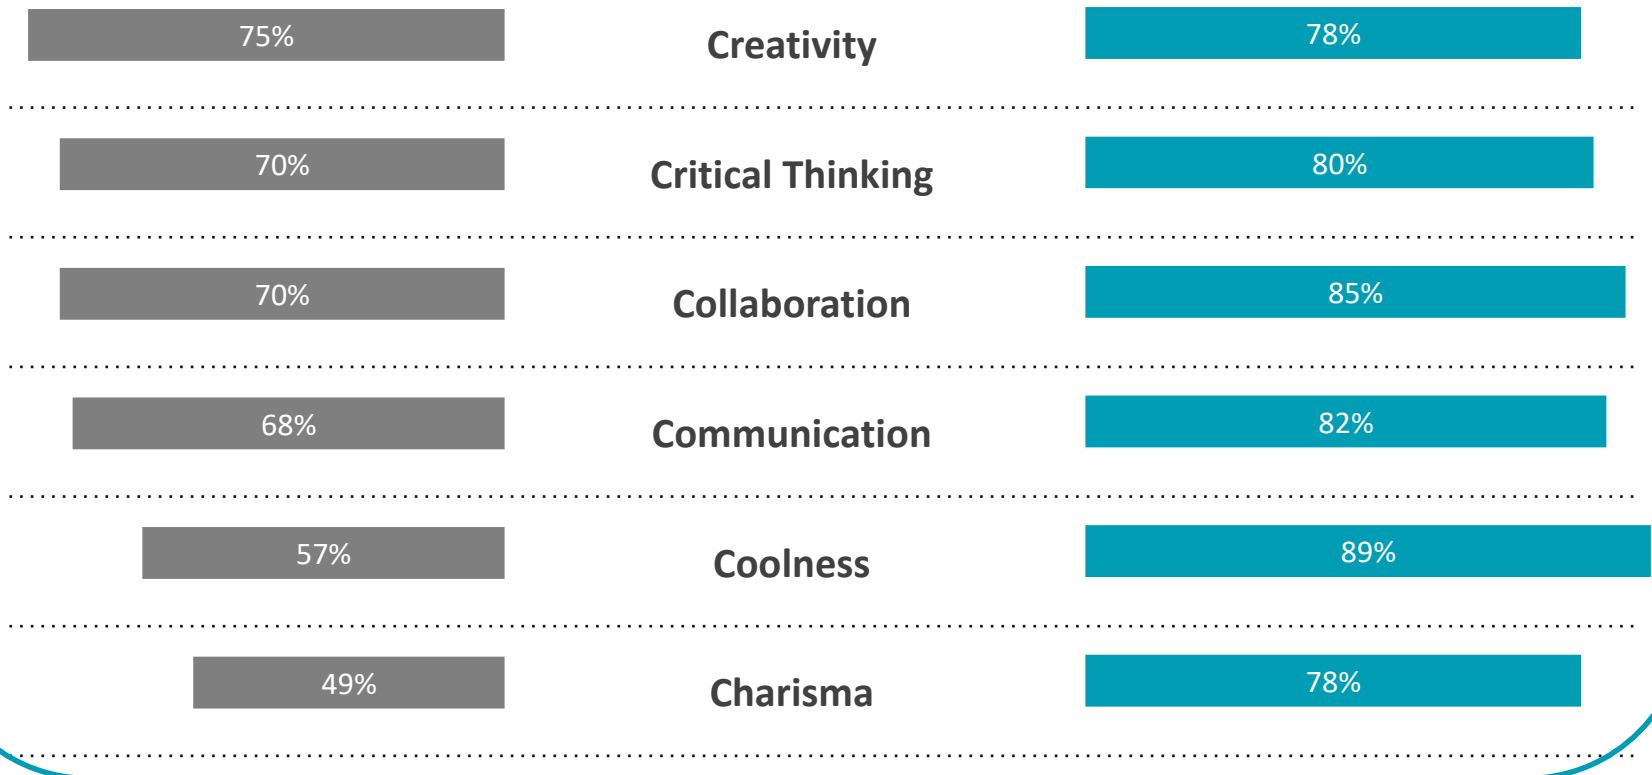 75% Creativity 78%
70% Critical Thinking 80%
70% Collaboration 85%
68% Communication 82%
57% Coolness 89%
49% Charisma 78%